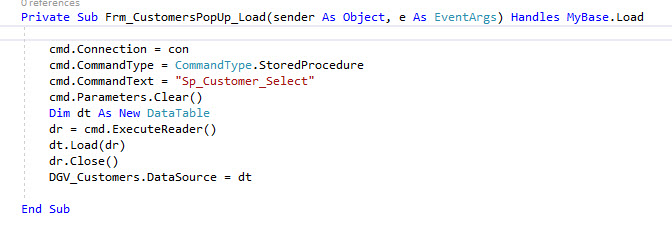 0 references
Private Sub Frm_CustomersPopUp_Load(sender As Object, e As EventArgs) Handles MyBase.Load
cmd.Connection = con
cmd.CommandType = CommandType.StoredProcedure
cmd.CommandText = "Sp_Customer_Select"
cmd.Parameters.Clear()
Dim dt As New DataTable
dr = cmd.ExecuteReader()
dt.Load(dr)
dr.Close()
DGV_Customers.DataSource = dt
End Sub